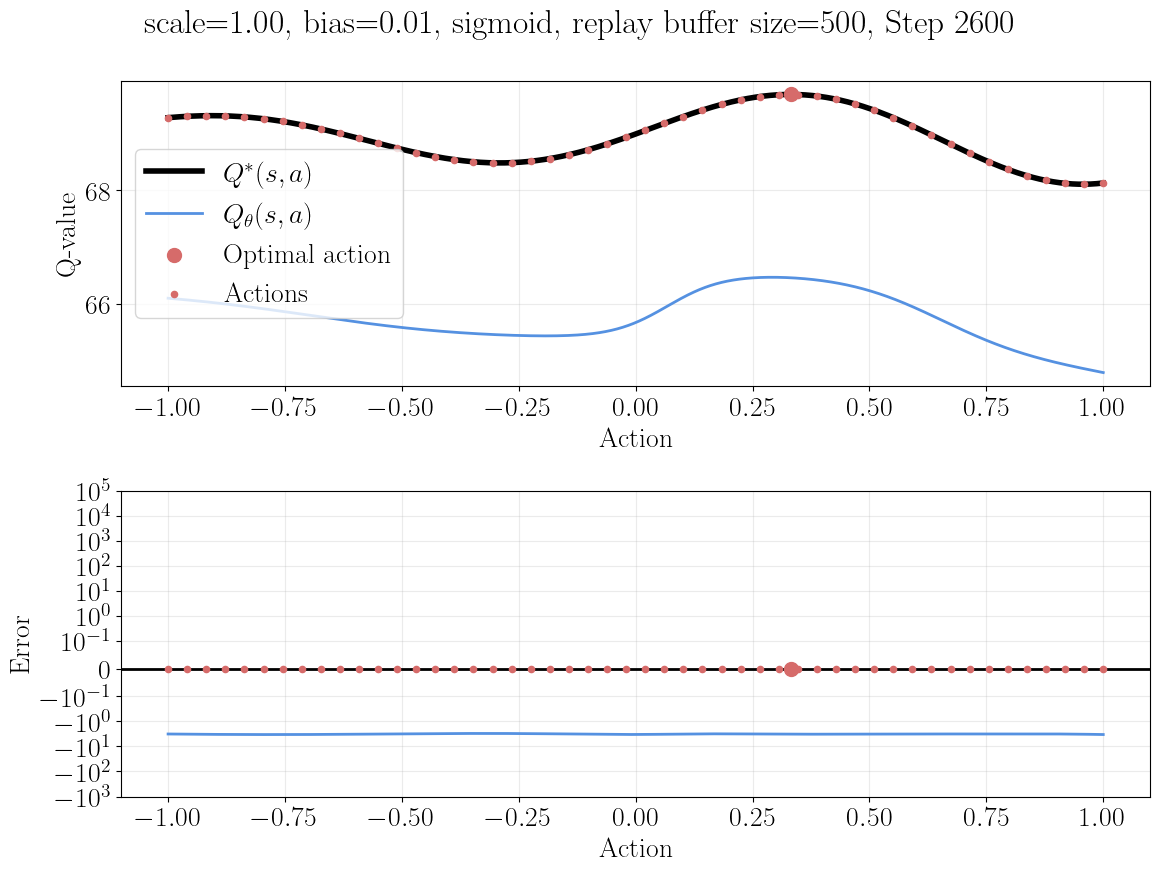 scale=1.00, bias=0.01, sigmoid, replay buffer size=500, Step 2600
Q-value
68
66
Q*(s, a)
Q_θ(s, a)
Optimal action
Actions
−1.00 −0.75 −0.50 −0.25 0.00 0.25 0.50 0.75 1.00
Action
Error
10^5
10^4
10^3
10^2
10^1
10^0
10^−1
0
−10^−1
−10^0
−10^1
−10^2
−10^3
−1.00 −0.75 −0.50 −0.25 0.00 0.25 0.50 0.75 1.00
Action